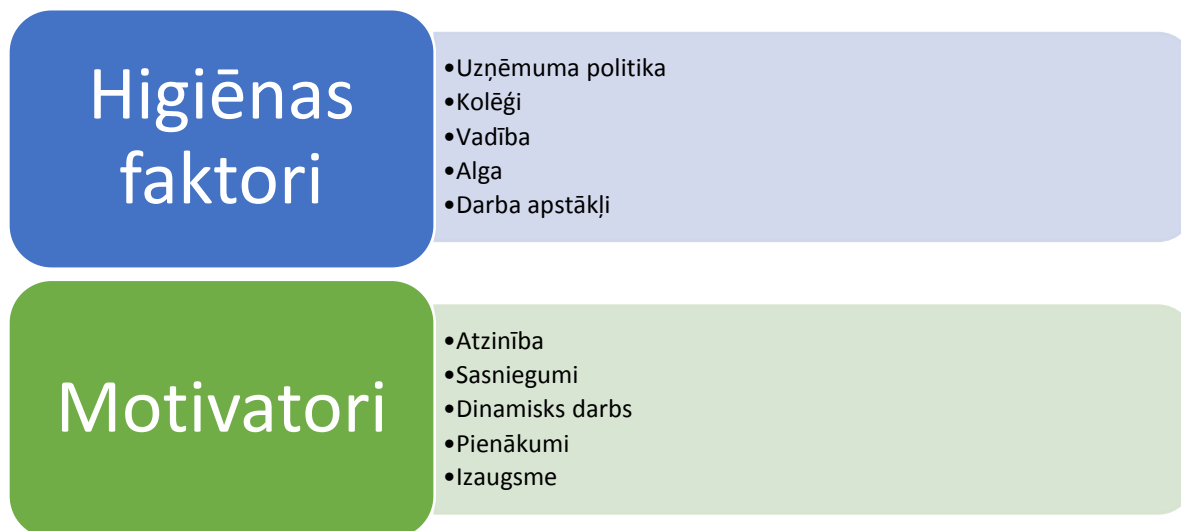 Higiēnas
faktori
•Uzņēmuma politika
•Kolēģi
•Vadība
•Alga
•Darba apstākļi
Motivatori
•Atzinība
•Sasniegumi
•Dinamisks darbs
•Pienākumi
•Izaugsme